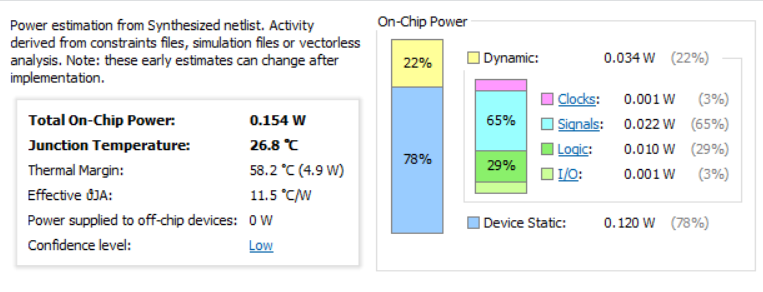 Power estimation from Synthesized netlist. Activity
derived from constraints files, simulation files or vectorless
analysis. Note: these early estimates can change after
implementation.
Total On-Chip Power: 0.154 W
Junction Temperature: 26.8 °C
Thermal Margin: 58.2 °C (4.9 W)
Effective ϑJA: 11.5 °C/W
Power supplied to off-chip devices: 0 W
Confidence level: Low
On-Chip Power
22%
78%
Dynamic: 0.034 W (22%)
65%
29%
Clocks: 0.001 W (3%)
Signals: 0.022 W (65%)
Logic: 0.010 W (29%)
I/O: 0.001 W (3%)
Device Static: 0.120 W (78%)